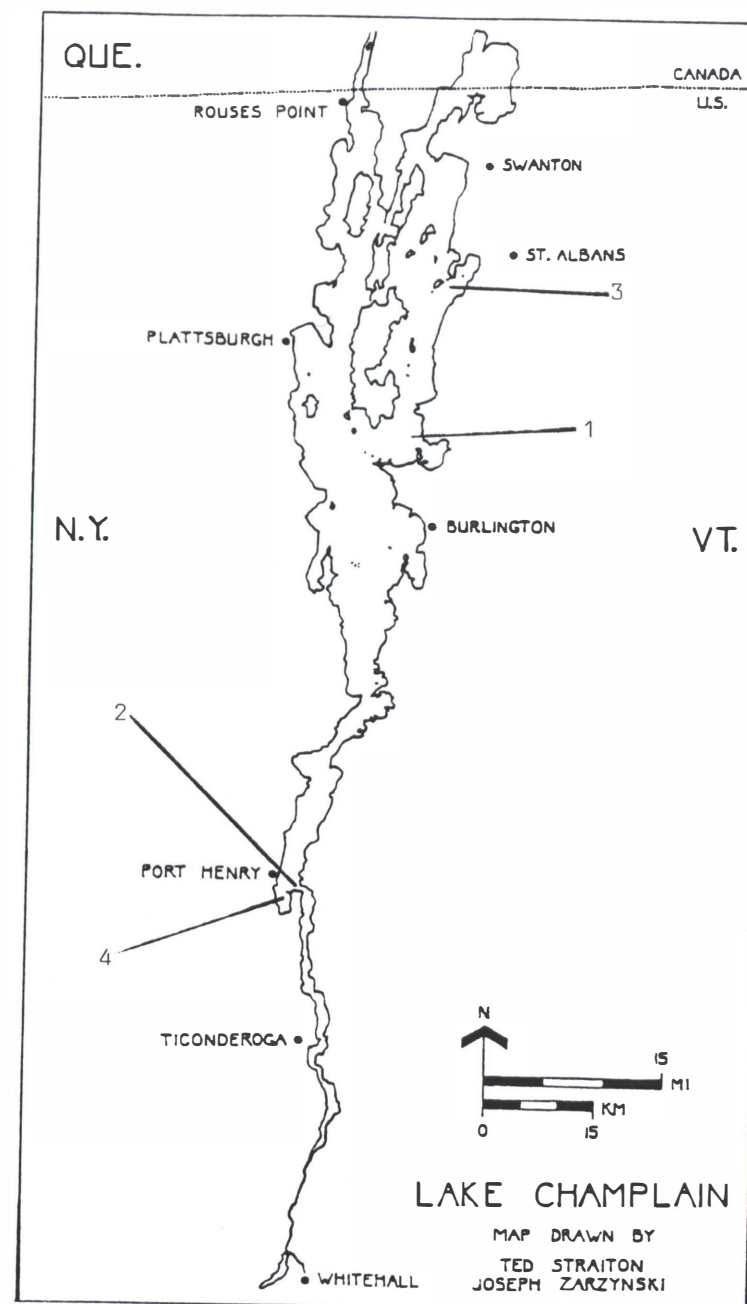 QUE.
CANADA
U.S.
ROUSES POINT
SWANTON
ST. ALBANS
3
PLATTSBURGH
1
N.Y.
BURLINGTON
VT.
2
PORT HENRY
4
N
TICONDEROGA
15
MI
KM
0 15
LAKE CHAMPLAIN
MAP DRAWN BY
TED STRAITON
JOSEPH ZARZYNSKI
WHITEHALL